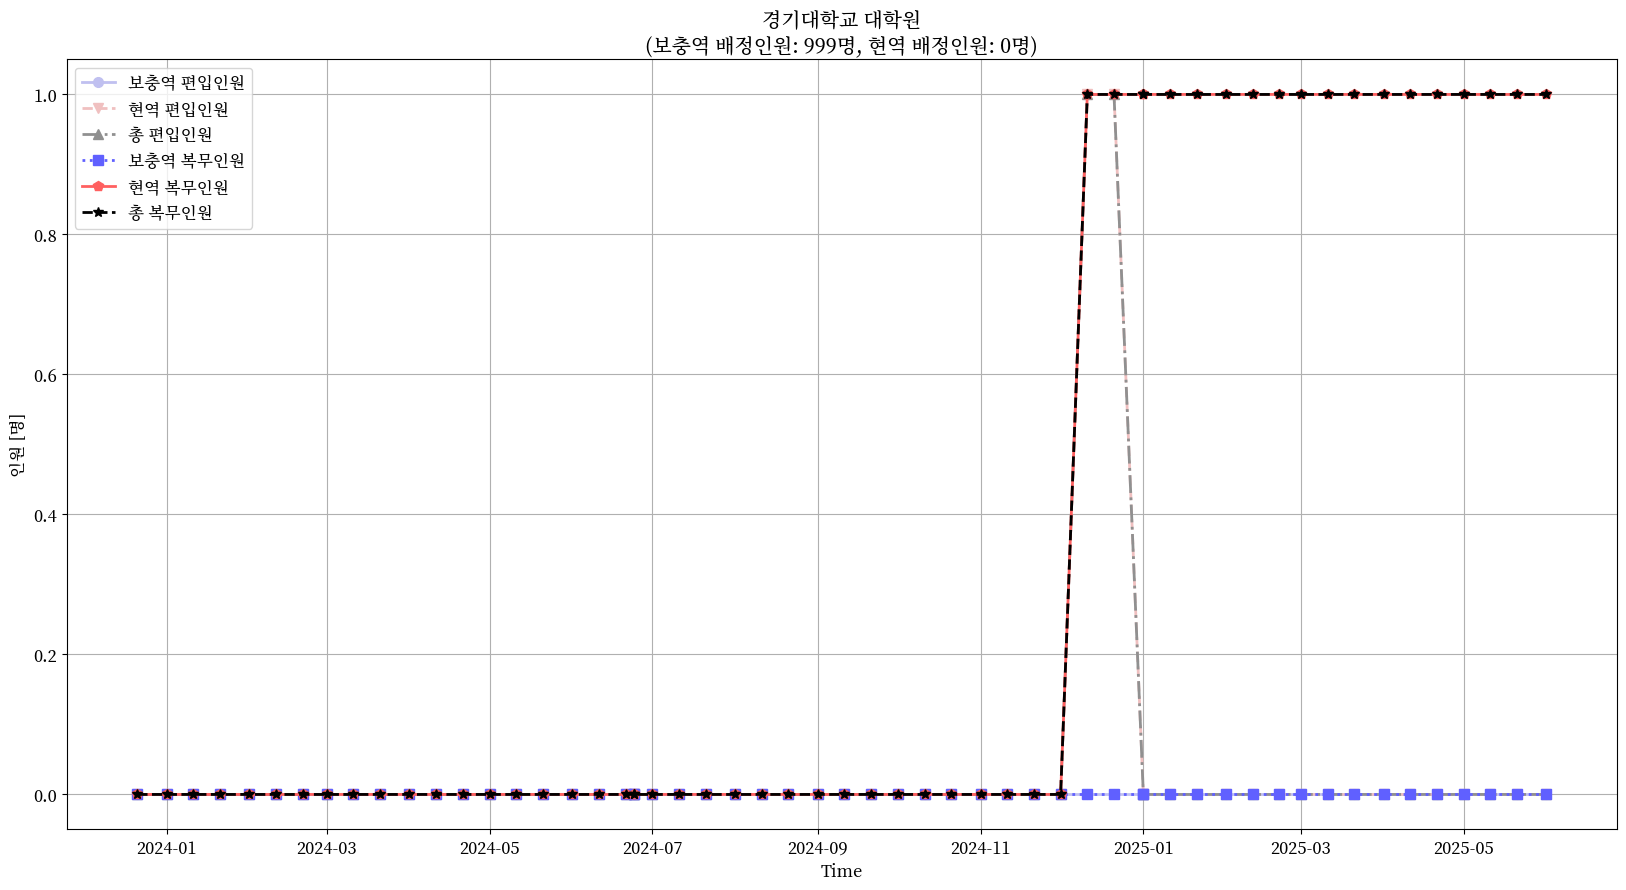 경기대학교 대학원
(보충역 배정인원: 999명, 현역 배정인원: 0명)
보충역 편입인원
현역 편입인원
총 편입인원
보충역 복무인원
현역 복무인원
총 복무인원
1.0
0.8
0.6
0.4
0.2
0.0
인원 [명]
2024-01
2024-03
2024-05
2024-07
2024-09
2024-11
2025-01
2025-03
2025-05
Time